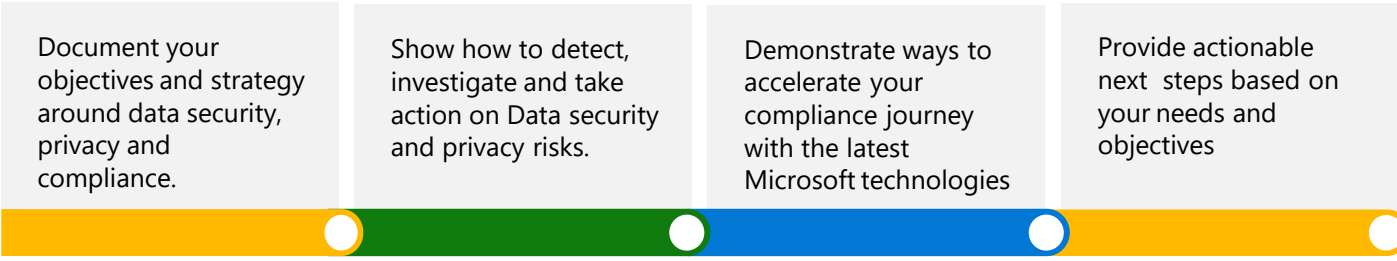 Document your
objectives and strategy
around data security,
privacy and
compliance.
Show how to detect,
investigate and take
action on Data security
and privacy risks.
Demonstrate ways to
accelerate your
compliance journey
with the latest
Microsoft technologies
Provide actionable
next  steps based on
your needs and
objectives